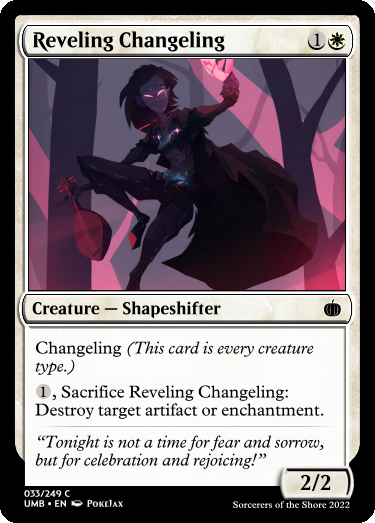 Reveling Changeling 1
Creature — Shapeshifter
Changeling (This card is every creature
type.)
1, Sacrifice Reveling Changeling:
Destroy target artifact or enchantment.
“Tonight is not a time for fear and sorrow,
but for celebration and rejoicing!”
2/2
033/249 C
UMB • EN PokeJax
Sorcerers of the Shore 2022